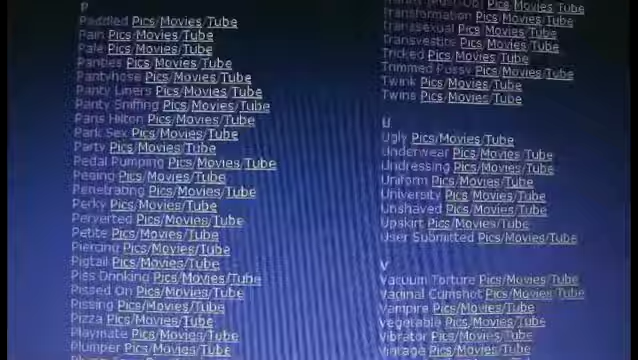 P
Paddled Pics/Movies/Tube
Pain Pics/Movies/Tube
Pale Pics/Movies/Tube
Panties Pics/Movies/Tube
Pantyhose Pics/Movies/Tube
Panty Liners Pics/Movies/Tube
Panty Sniffing Pics/Movies/Tube
Paris Hilton Pics/Movies/Tube
Park Sex Pics/Movies/Tube
Party Pics/Movies/Tube
Pedal Pumping Pics/Movies/Tube
Peeing Pics/Movies/Tube
Penetrating Pics/Movies/Tube
Perky Pics/Movies/Tube
Perverted Pics/Movies/Tube
Petite Pics/Movies/Tube
Piercing Pics/Movies/Tube
Pigtail Pics/Movies/Tube
Piss Drinking Pics/Movies/Tube
Pissed On Pics/Movies/Tube
Pissing Pics/Movies/Tube
Pizza Pics/Movies/Tube
Playmate Pics/Movies/Tube
Plumper Pics/Movies/Tube
Pics/Movies/Tube
Transformation Pics/Movies/Tube
Transsexual Pics/Movies/Tube
Transvestits Pics/Movies/Tube
Tricked Pics/Movies/Tube
Trimmed Pussy Pics/Movies/Tube
Twink Pics/Movies/Tube
Twins Pics/Movies/Tube
U
Ugly Pics/Movies/Tube
Underwear Pics/Movies/Tube
Undressing Pics/Movies/Tube
Uniform Pics/Movies/Tube
University Pics/Movies/Tube
Unshaved Pics/Movies/Tube
Upskirt Pics/Movies/Tube
User Submitted Pics/Movies/Tube
V
Vacuum Torture Pics/Movies/Tube
Vaginal Cumshot Pics/Movies/Tube
Vampire Pics/Movies/Tube
Vegetable Pics/Movies/Tube
Vibrator Pics/Movies/Tube
Vintage Pics/Movies/Tube